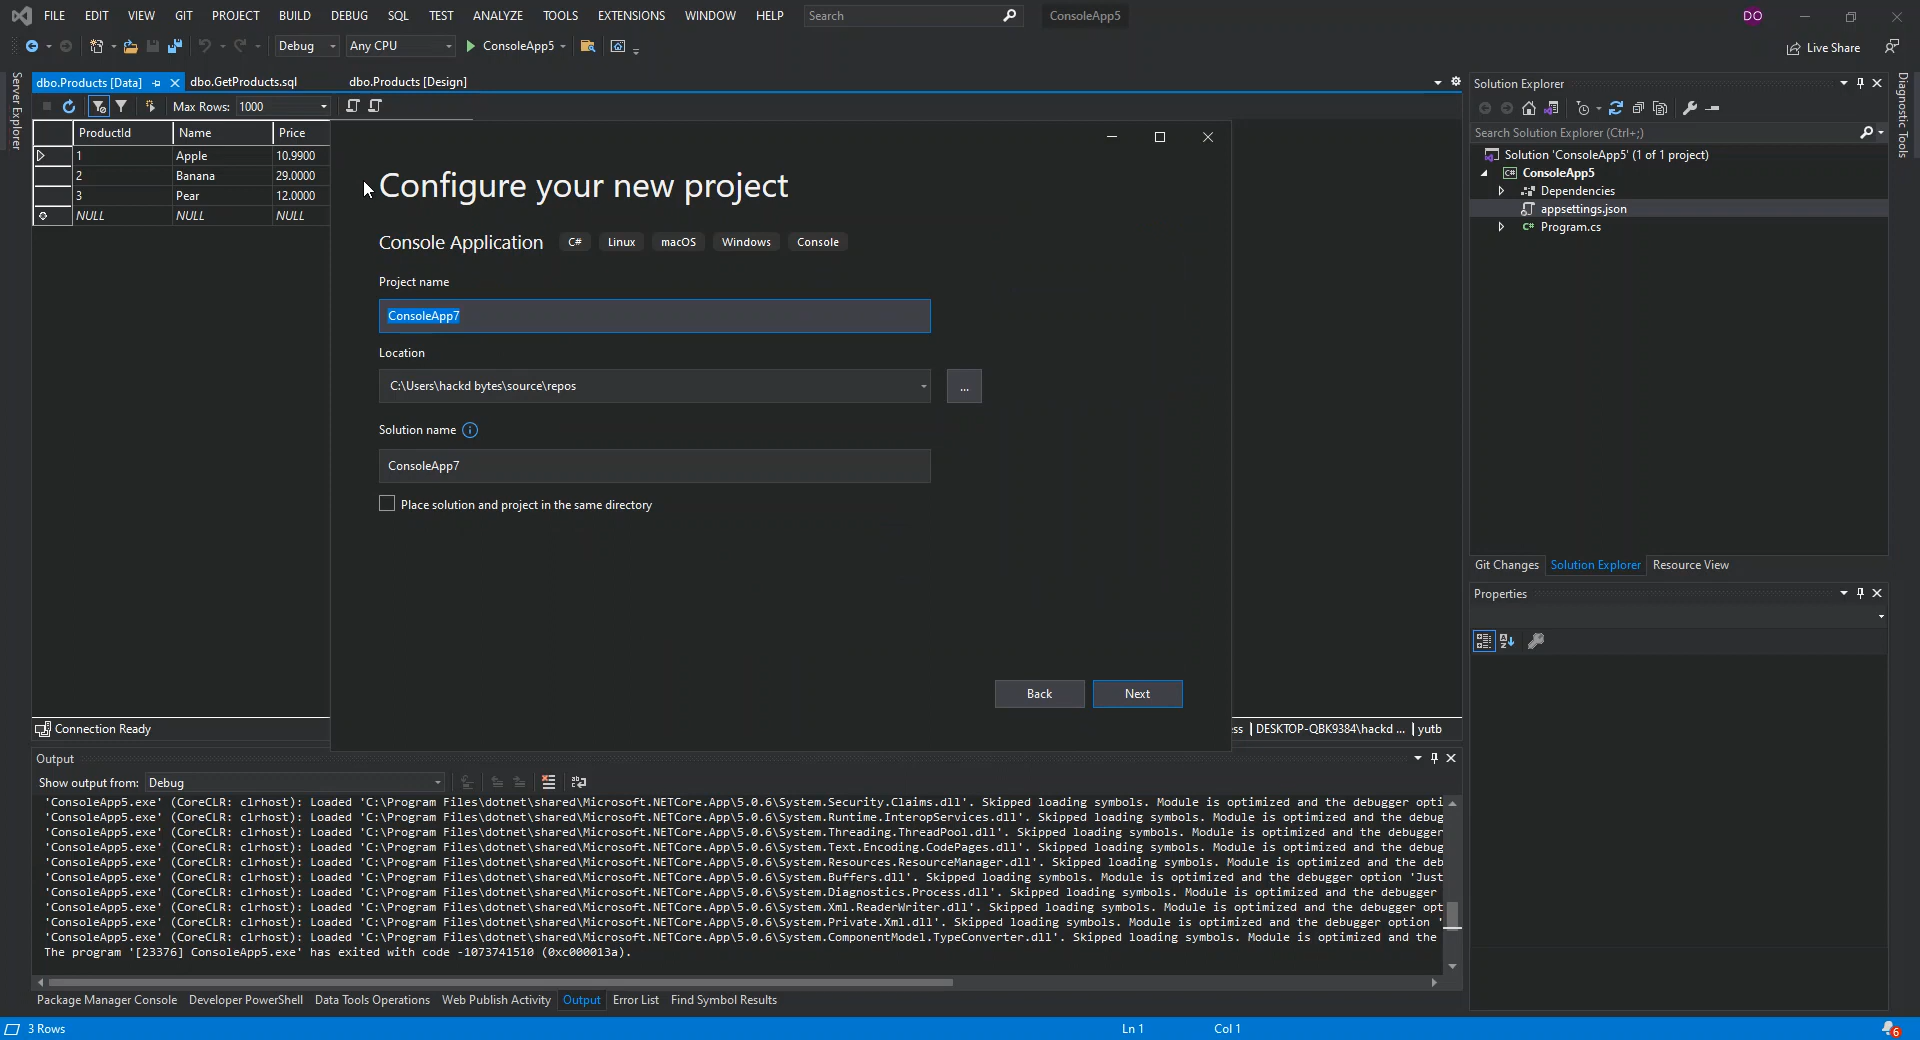 FILE EDIT VIEW GIT PROJECT BUILD DEBUG SQL TEST ANALYZE TOOLS EXTENSIONS WINDOW HELP Search ConsoleApp5 DO
Debug Any CPU ConsoleApp5 Live Share
Server Explorer
dbo.Products [Data] dbo.GetProducts.sql dbo.Products [Design]
Max Rows: 1000
ProductId Name Price
1 Apple 10.9900
2 Banana 29.0000
3 Pear 12.0000
NULL NULL NULL
Configure your new project
Console Application C# Linux macOS Windows Console
Project name
ConsoleApp7
Location
C:\Users\hackd bytes\source\repos
...
Solution name
ConsoleApp7
Place solution and project in the same directory
Back Next
Connection Ready
ss | DESKTOP-QBK9384\hackd ... | yutb
Solution Explorer
Search Solution Explorer (Ctrl+;)
Solution 'ConsoleApp5' (1 of 1 project)
C# ConsoleApp5
Dependencies
appsettings.json
C# Program.cs
Git Changes Solution Explorer Resource View
Properties
Diagnostic Tools
Output
Show output from: Debug
'ConsoleApp5.exe' (CoreCLR: clrhost): Loaded 'C:\Program Files\dotnet\shared\Microsoft.NETCore.App\5.0.6\System.Security.Claims.dll'. Skipped loading symbols. Module is optimized and the debugger opti
'ConsoleApp5.exe' (CoreCLR: clrhost): Loaded 'C:\Program Files\dotnet\shared\Microsoft.NETCore.App\5.0.6\System.Runtime.InteropServices.dll'. Skipped loading symbols. Module is optimized and the debug
'ConsoleApp5.exe' (CoreCLR: clrhost): Loaded 'C:\Program Files\dotnet\shared\Microsoft.NETCore.App\5.0.6\System.Threading.ThreadPool.dll'. Skipped loading symbols. Module is optimized and the debugger
'ConsoleApp5.exe' (CoreCLR: clrhost): Loaded 'C:\Program Files\dotnet\shared\Microsoft.NETCore.App\5.0.6\System.Text.Encoding.CodePages.dll'. Skipped loading symbols. Module is optimized and the debug
'ConsoleApp5.exe' (CoreCLR: clrhost): Loaded 'C:\Program Files\dotnet\shared\Microsoft.NETCore.App\5.0.6\System.Resources.ResourceManager.dll'. Skipped loading symbols. Module is optimized and the deb
'ConsoleApp5.exe' (CoreCLR: clrhost): Loaded 'C:\Program Files\dotnet\shared\Microsoft.NETCore.App\5.0.6\System.Buffers.dll'. Skipped loading symbols. Module is optimized and the debugger option 'Just
'ConsoleApp5.exe' (CoreCLR: clrhost): Loaded 'C:\Program Files\dotnet\shared\Microsoft.NETCore.App\5.0.6\System.Diagnostics.Process.dll'. Skipped loading symbols. Module is optimized and the debugger
'ConsoleApp5.exe' (CoreCLR: clrhost): Loaded 'C:\Program Files\dotnet\shared\Microsoft.NETCore.App\5.0.6\System.Xml.ReaderWriter.dll'. Skipped loading symbols. Module is optimized and the debugger opt
'ConsoleApp5.exe' (CoreCLR: clrhost): Loaded 'C:\Program Files\dotnet\shared\Microsoft.NETCore.App\5.0.6\System.Private.Xml.dll'. Skipped loading symbols. Module is optimized and the debugger option '
'ConsoleApp5.exe' (CoreCLR: clrhost): Loaded 'C:\Program Files\dotnet\shared\Microsoft.NETCore.App\5.0.6\System.ComponentModel.TypeConverter.dll'. Skipped loading symbols. Module is optimized and the
The program '[23376] ConsoleApp5.exe' has exited with code -1073741510 (0xc000013a).
Package Manager Console Developer PowerShell Data Tools Operations Web Publish Activity Output Error List Find Symbol Results
3 Rows Ln 1 Col 1 6